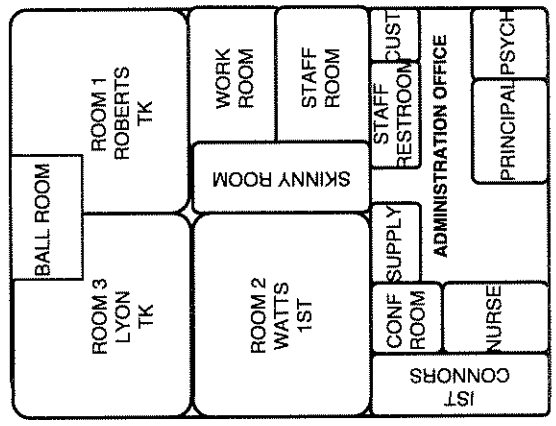 ROOM 1
ROBERTS
TK
WORK
ROOM
STAFF
ROOM
CUST
PSYCH
STAFF
RESTROOM
PRINCIPAL
ADMINISTRATION OFFICE
BALL ROOM
SKINNY ROOM
ROOM 3
LYON
TK
ROOM 2
WATTS
1ST
SUPPLY
CONF
ROOM
NURSE
IST
CONNORS